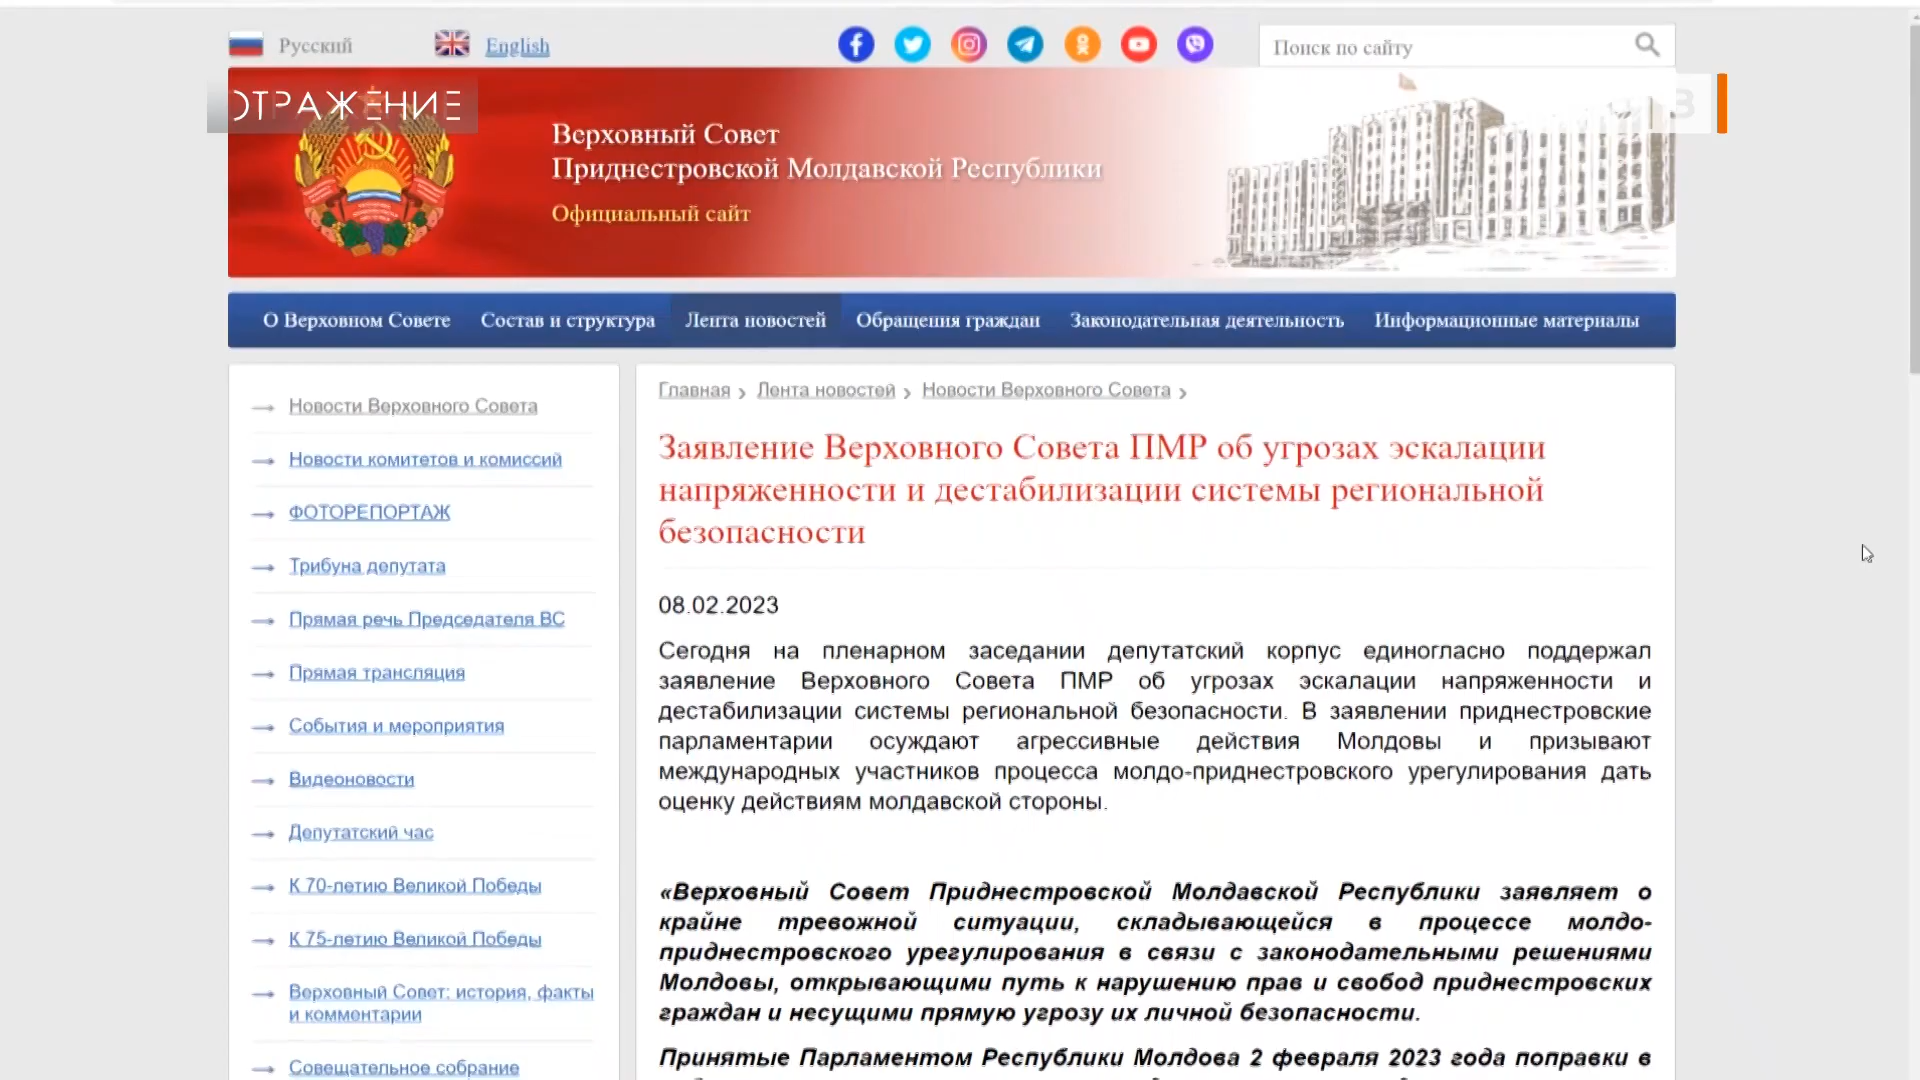 Русский
English
Поиск по сайту
ОТРАЖЕНИЕ
Верховный Совет
Приднестровской Молдавской Республики
Официальный сайт
О Верховном Совете
Состав и структура
Лента новостей
Обращения граждан
Законодательная деятельность
Информационные материалы
Новости Верховного Совета
Новости комитетов и комиссий
ФОТОРЕПОРТАЖ
Трибуна депутата
Прямая речь Председателя ВС
Прямая трансляция
События и мероприятия
Видеоновости
Депутатский час
К 70-летию Великой Победы
К 75-летию Великой Победы
Верховный Совет: история, факты
и комментарии
Совещательное собрание
Главная › Лента новостей › Новости Верховного Совета ›
Заявление Верховного Совета ПМР об угрозах эскалации
напряженности и дестабилизации системы региональной
безопасности
08.02.2023
Сегодня на пленарном заседании депутатский корпус единогласно поддержал
заявление Верховного Совета ПМР об угрозах эскалации напряженности и
дестабилизации системы региональной безопасности. В заявлении приднестровские
парламентарии осуждают агрессивные действия Молдовы и призывают
международных участников процесса молдо-приднестровского урегулирования дать
оценку действиям молдавской стороны.
«Верховный Совет Приднестровской Молдавской Республики заявляет о
крайне тревожной ситуации, складывающейся в процессе молдо-
приднестровского урегулирования в связи с законодательными решениями
Молдовы, открывающими путь к нарушению прав и свобод приднестровских
граждан и несущими прямую угрозу их личной безопасности.
Принятые Парламентом Республики Молдова 2 февраля 2023 года поправки в